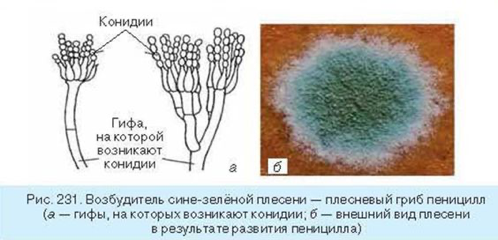 Конидии
Гифа,
на которой
возникают
конидии
а
б
Рис. 231. Возбудитель сине-зелёной плесени — плесневый гриб пеницилл
(а — гифы, на которых возникают конидии; б — внешний вид плесени
в результате развития пеницилла)